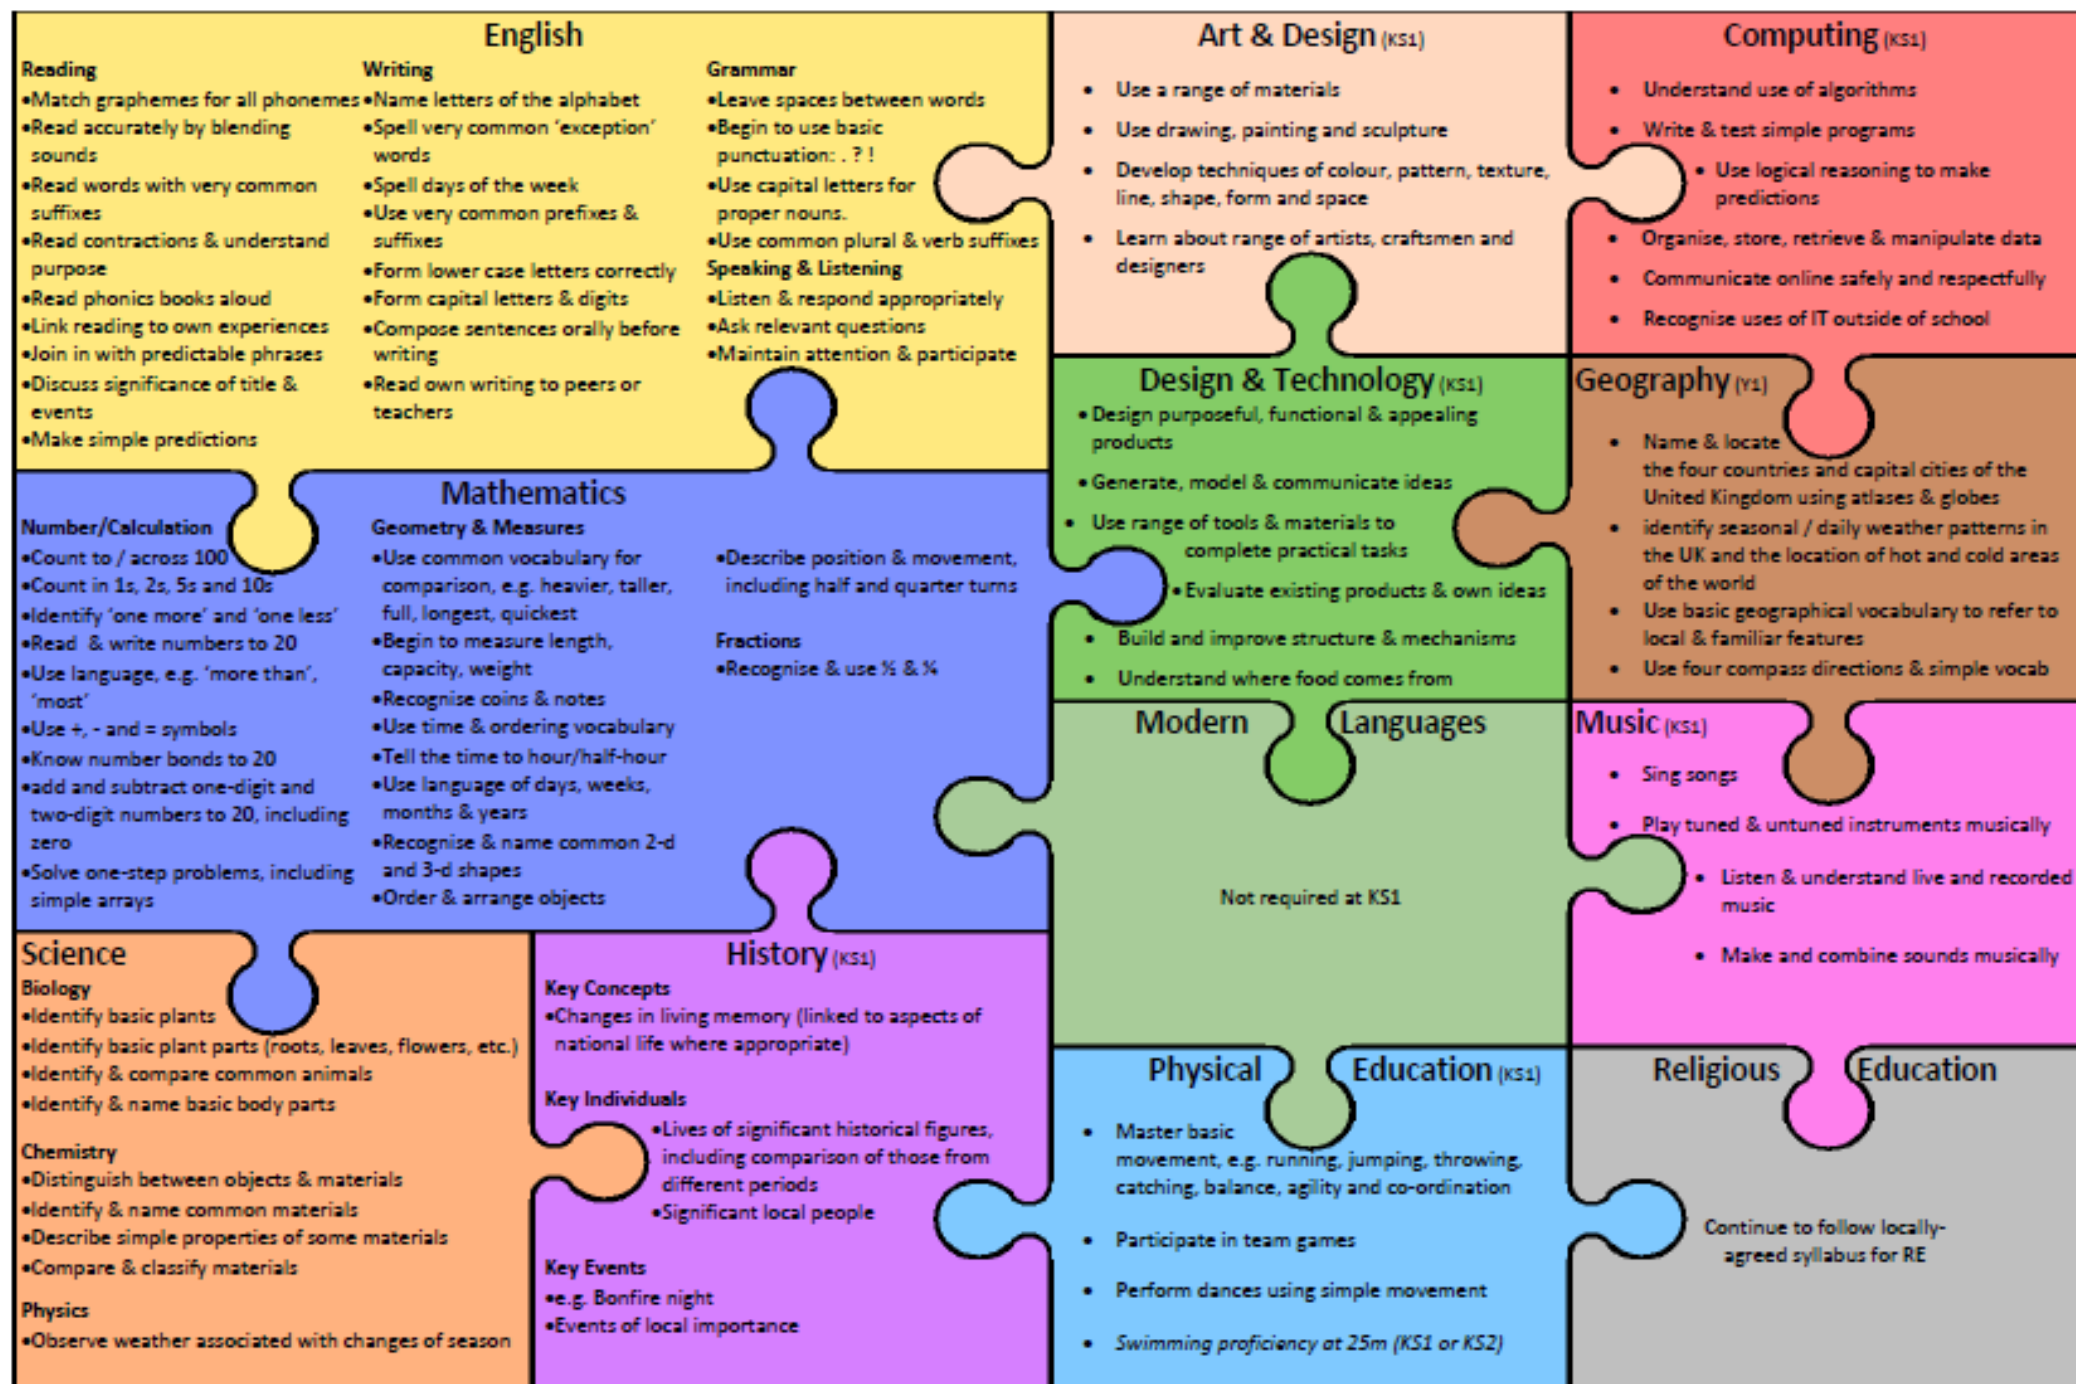 English
Reading
•Match graphemes for all phonemes
•Read accurately by blending
sounds
•Read words with very common
suffixes
•Read contractions & understand
purpose
•Read phonics books aloud
•Link reading to own experiences
•Join in with predictable phrases
•Discuss significance of title &
events
•Make simple predictions
Writing
•Name letters of the alphabet
•Spell very common ‘exception’
words
•Spell days of the week
•Use very common prefixes &
suffixes
•Form lower case letters correctly
•Form capital letters & digits
•Compose sentences orally before
writing
•Read own writing to peers or
teachers
Grammar
•Leave spaces between words
•Begin to use basic
punctuation: . ? !
•Use capital letters for
proper nouns.
•Use common plural & verb suffixes
Speaking & Listening
•Listen & respond appropriately
•Ask relevant questions
•Maintain attention & participate
Art & Design (KS1)
• Use a range of materials
• Use drawing, painting and sculpture
• Develop techniques of colour, pattern, texture,
line, shape, form and space
• Learn about range of artists, craftsmen and
designers
Computing (KS1)
• Understand use of algorithms
• Write & test simple programs
• Use logical reasoning to make
predictions
• Organise, store, retrieve & manipulate data
• Communicate online safely and respectfully
• Recognise uses of IT outside of school
Mathematics
Number/Calculation
•Count to / across 100
•Count in 1s, 2s, 5s and 10s
•Identify ‘one more’ and ‘one less’
•Read & write numbers to 20
•Use language, e.g. ‘more than’,
‘most’
•Use +, - and = symbols
•Know number bonds to 20
•add and subtract one-digit and
two-digit numbers to 20, including
zero
•Solve one-step problems, including
simple arrays
Geometry & Measures
•Use common vocabulary for
comparison, e.g. heavier, taller,
full, longest, quickest
•Begin to measure length,
capacity, weight
•Recognise coins & notes
•Use time & ordering vocabulary
•Tell the time to hour/half-hour
•Use language of days, weeks,
months & years
•Recognise & name common 2-d
and 3-d shapes
•Order & arrange objects
•Describe position & movement,
including half and quarter turns
Fractions
•Recognise & use ½ & ¼
Design & Technology (KS1)
• Design purposeful, functional & appealing
products
• Generate, model & communicate ideas
• Use range of tools & materials to
complete practical tasks
• Evaluate existing products & own ideas
• Build and improve structure & mechanisms
• Understand where food comes from
Geography (Y1)
• Name & locate
the four countries and capital cities of the
United Kingdom using atlases & globes
• identify seasonal / daily weather patterns in
the UK and the location of hot and cold areas
of the world
• Use basic geographical vocabulary to refer to
local & familiar features
• Use four compass directions & simple vocab
Modern Languages
Not required at KS1
Music (KS1)
• Sing songs
• Play tuned & untuned instruments musically
• Listen & understand live and recorded
music
• Make and combine sounds musically
Science
Biology
•Identify basic plants
•Identify basic plant parts (roots, leaves, flowers, etc.)
•Identify & compare common animals
•Identify & name basic body parts
Chemistry
•Distinguish between objects & materials
•Identify & name common materials
•Describe simple properties of some materials
•Compare & classify materials
Physics
•Observe weather associated with changes of season
History (KS1)
Key Concepts
•Changes in living memory (linked to aspects of
national life where appropriate)
Key Individuals
•Lives of significant historical figures,
including comparison of those from
different periods
•Significant local people
Key Events
•e.g. Bonfire night
•Events of local importance
Physical Education (KS1)
• Master basic
movement, e.g. running, jumping, throwing,
catching, balance, agility and co-ordination
• Participate in team games
• Perform dances using simple movement
• Swimming proficiency at 25m (KS1 or KS2)
Religious Education
Continue to follow locally-
agreed syllabus for RE